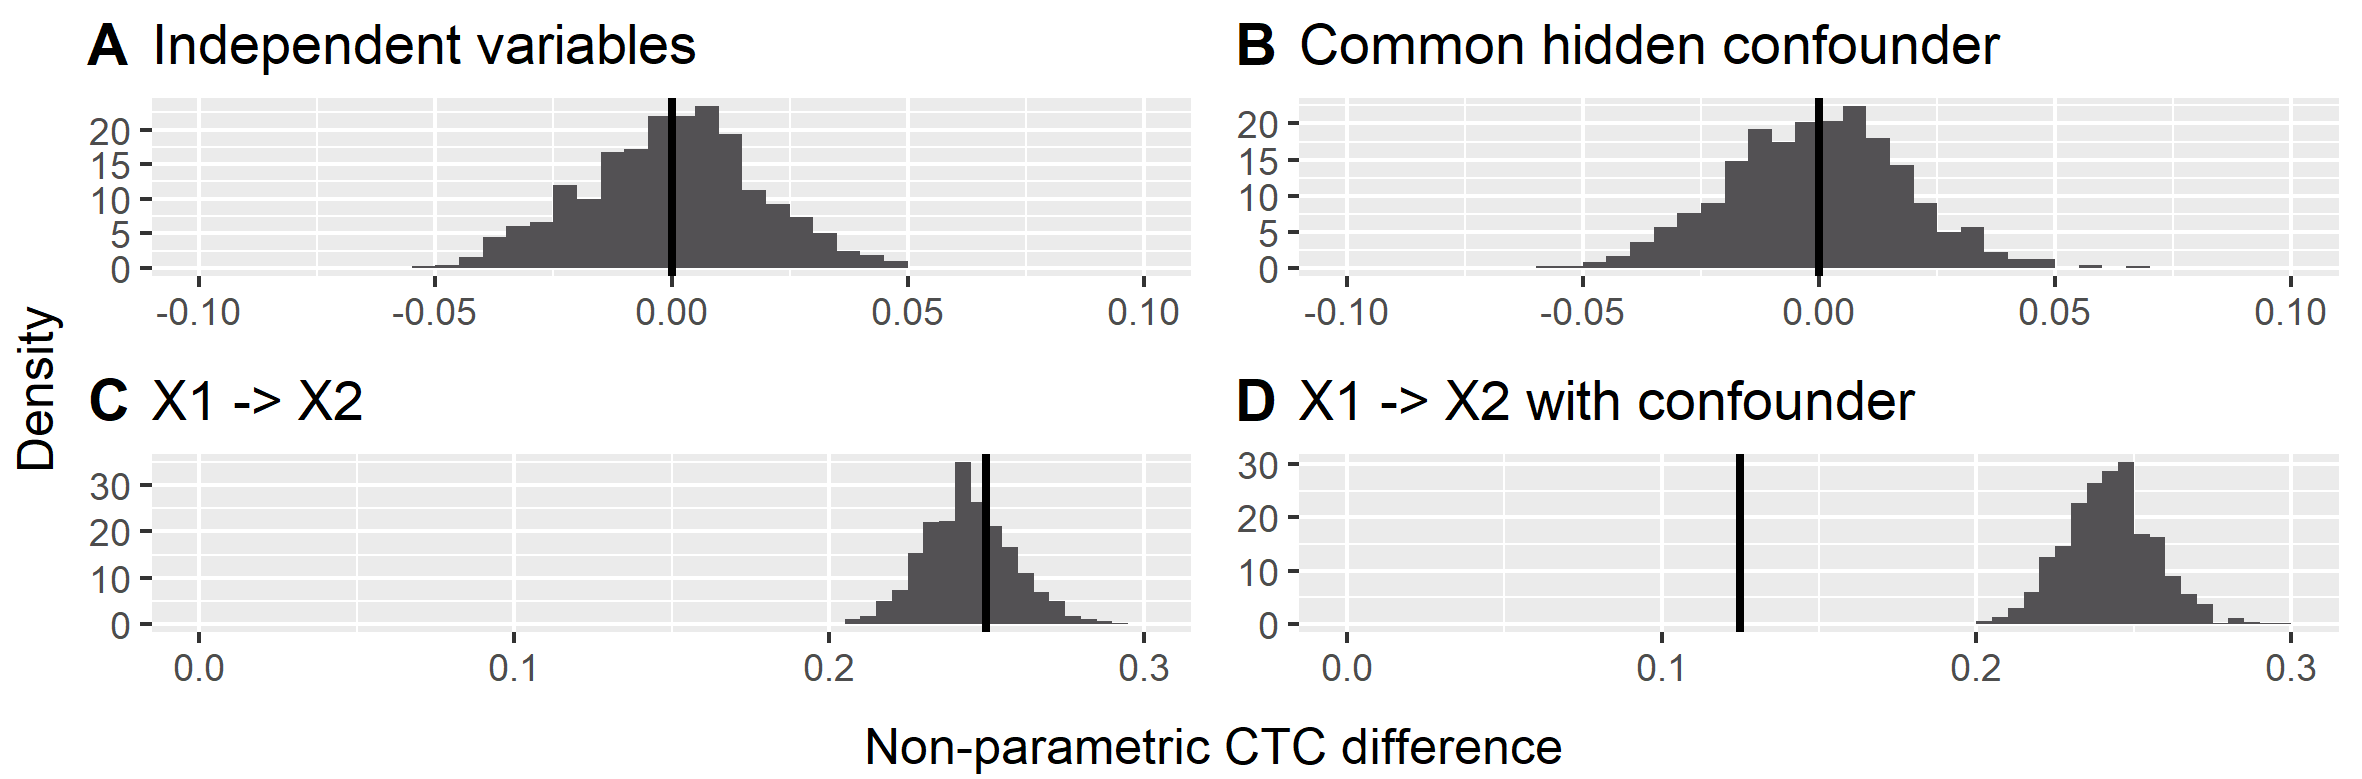 A Independent variables
20
15
10
5
0
-0.10 -0.05 0.00 0.05 0.10
B Common hidden confounder
20
15
10
5
0
-0.10 -0.05 0.00 0.05 0.10
Density
C X1 -> X2
30
20
10
0
0.0 0.1 0.2 0.3
D X1 -> X2 with confounder
30
20
10
0
0.0 0.1 0.2 0.3
Non-parametric CTC difference